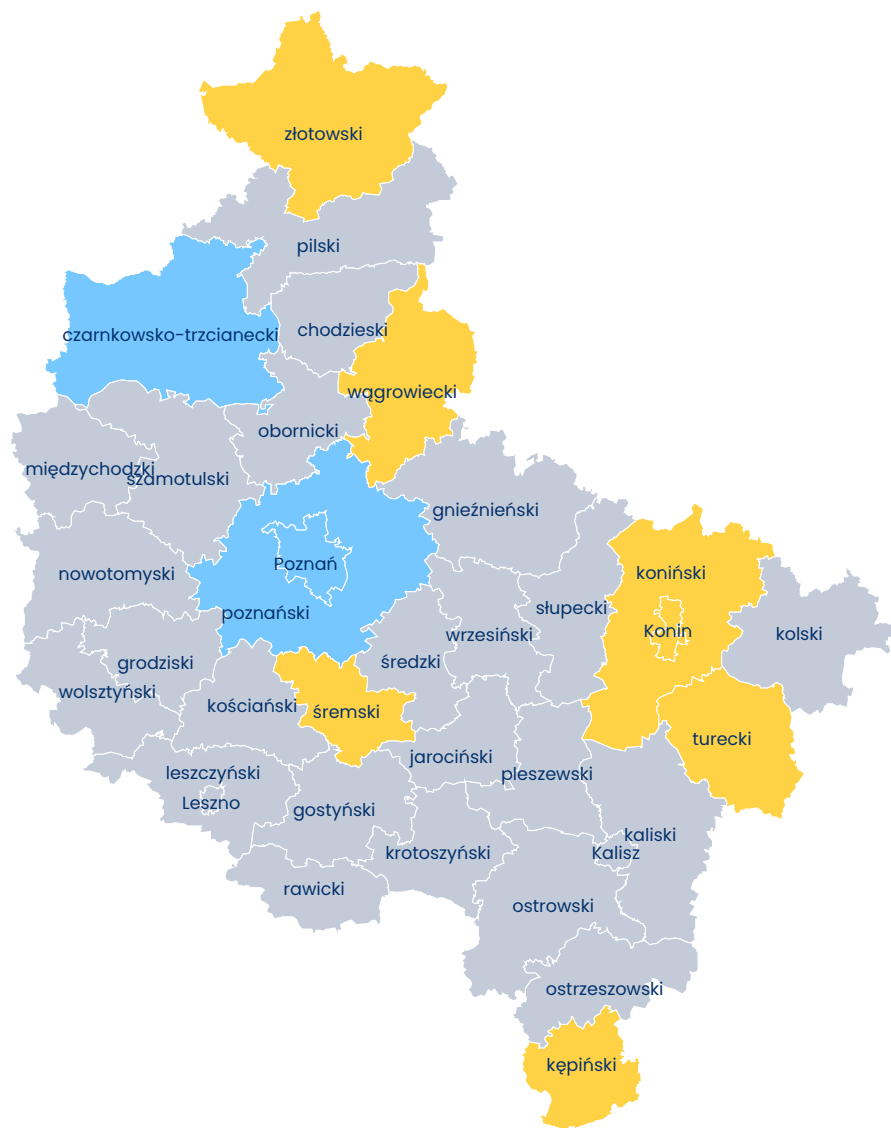 złotowski
pilski
chodzieski
czarnkowsko-trzcianecki
wągrowiecki
obornicki
międzychodzki
szamotulski
gnieźnieński
Poznań
nowotomyski
koniński
słupecki
poznański
Konin
wrzesiński
kolski
grodziski
średzki
wolsztyński
kościański
śremski
turecki
jarociński
leszczyński
pleszewski
Leszno
gostyński
kaliski
krotoszyński
Kalisz
rawicki
ostrowski
ostrzeszowski
kępiński